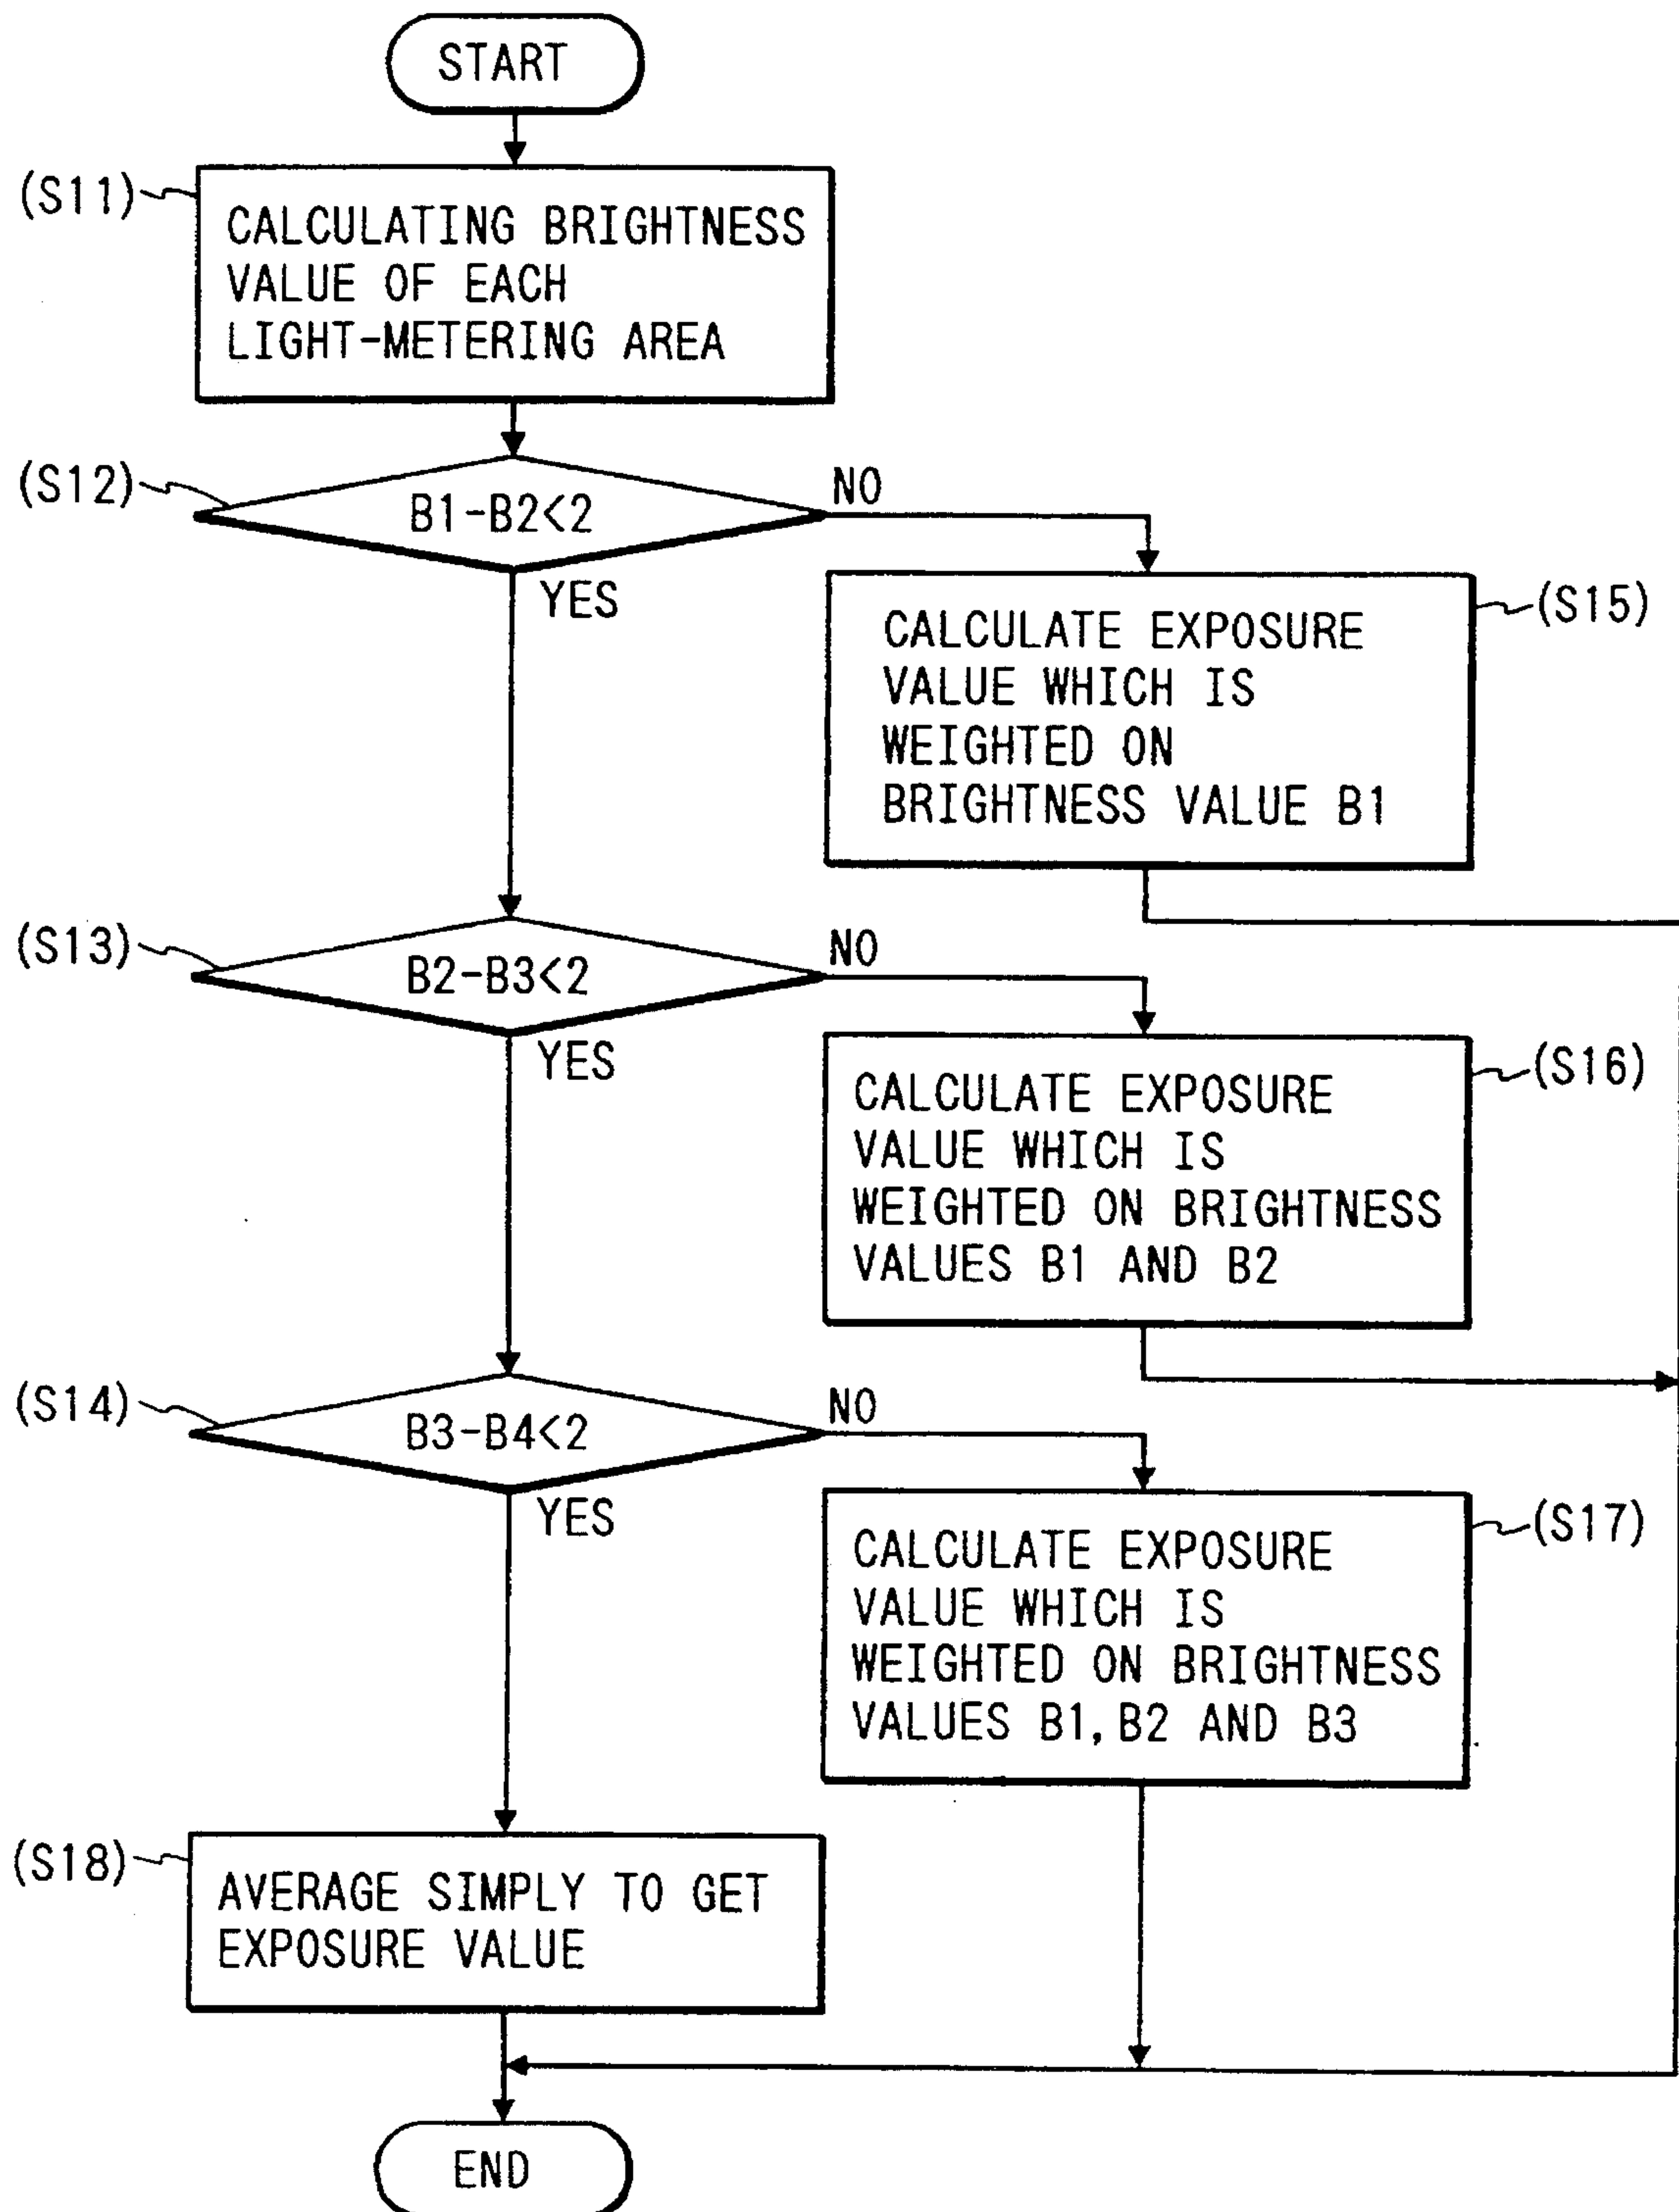 START
(S11)
CALCULATING BRIGHTNESS
VALUE OF EACH
LIGHT-METERING AREA
(S12)
B1-B2<2
NO
YES
CALCULATE EXPOSURE
VALUE WHICH IS
WEIGHTED ON
BRIGHTNESS VALUE B1
(S15)
(S13)
B2-B3<2
NO
YES
CALCULATE EXPOSURE
VALUE WHICH IS
WEIGHTED ON BRIGHTNESS
VALUES B1 AND B2
(S16)
(S14)
B3-B4<2
NO
YES
CALCULATE EXPOSURE
VALUE WHICH IS
WEIGHTED ON BRIGHTNESS
VALUES B1, B2 AND B3
(S17)
(S18)
AVERAGE SIMPLY TO GET
EXPOSURE VALUE
END